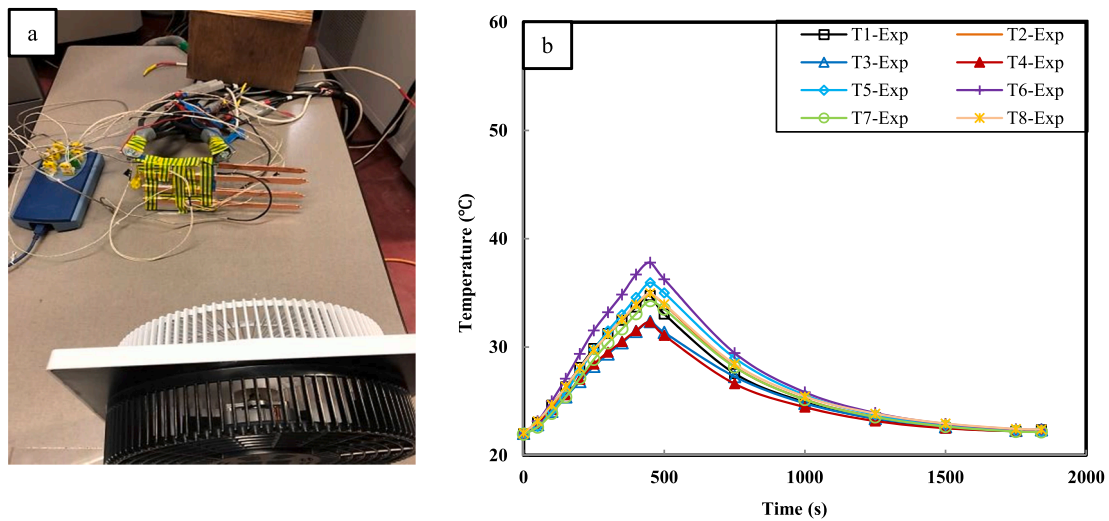 a
b
T1-Exp
T2-Exp
T3-Exp
T4-Exp
T5-Exp
T6-Exp
T7-Exp
T8-Exp
60
50
40
30
20
Temperature (℃)
0
500
1000
1500
2000
Time (s)